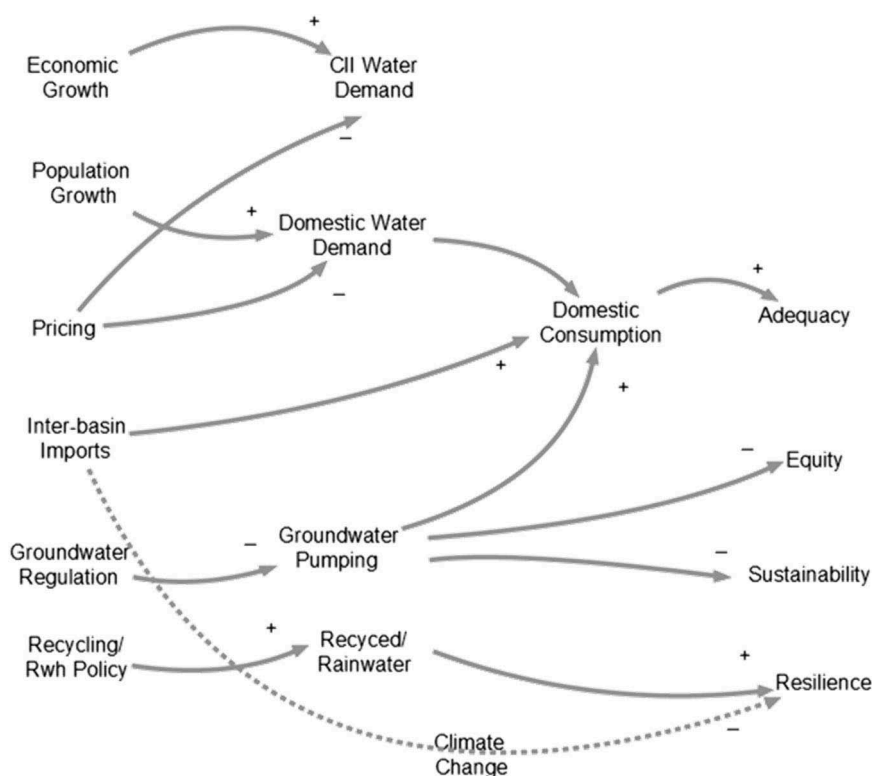 +
Economic
Growth
CII Water
Demand
–
Population
Growth
+
Domestic Water
Demand
–
Pricing
Domestic
Consumption
+
Adequacy
+
+
Inter-basin
Imports
–
Equity
Groundwater
Regulation
–
Groundwater
Pumping
–
Sustainability
Recycling/
Rwh Policy
+
Recyced/
Rainwater
+
Resilience
–
Climate
Change